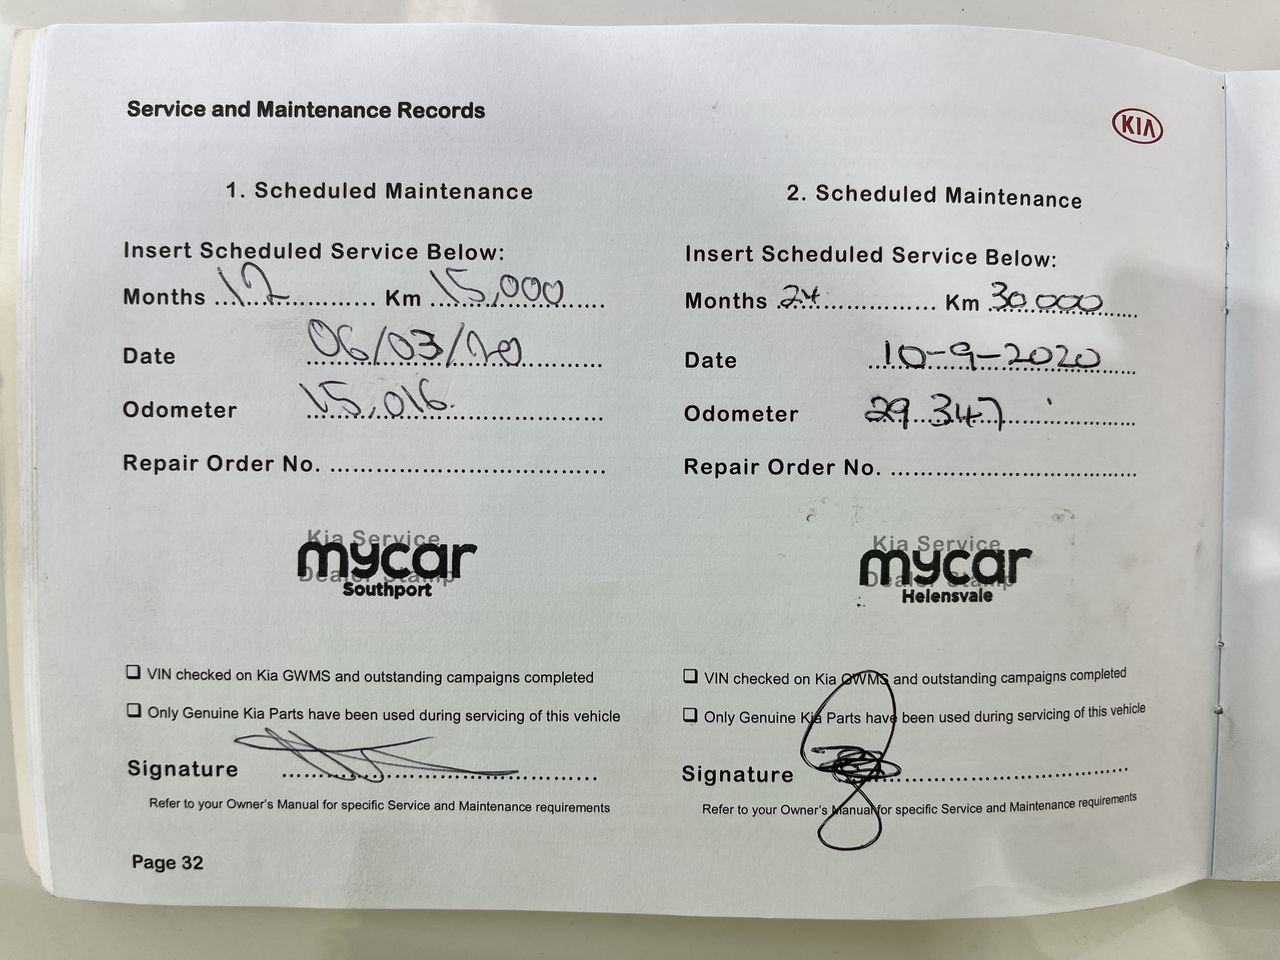 Service and Maintenance Records
KIA
1. Scheduled Maintenance
Insert Scheduled Service Below:
Months 12 Km 15,000
Date 06/03/20
Odometer 15,016.
Repair Order No.
Kia Service
Dealer Stamp
mycar
Southport
❑ VIN checked on Kia GWMS and outstanding campaigns completed
❑ Only Genuine Kia Parts have been used during servicing of this vehicle
Signature
Refer to your Owner's Manual for specific Service and Maintenance requirements
2. Scheduled Maintenance
Insert Scheduled Service Below:
Months 24 Km 30.000
Date 10-9-2020
Odometer 29.347
Repair Order No.
Kia Service
Dealer Stamp
mycar
Helensvale
❑ VIN checked on Kia GWMS and outstanding campaigns completed
❑ Only Genuine Kia Parts have been used during servicing of this vehicle
Signature
Refer to your Owner's Manual for specific Service and Maintenance requirements
Page 32